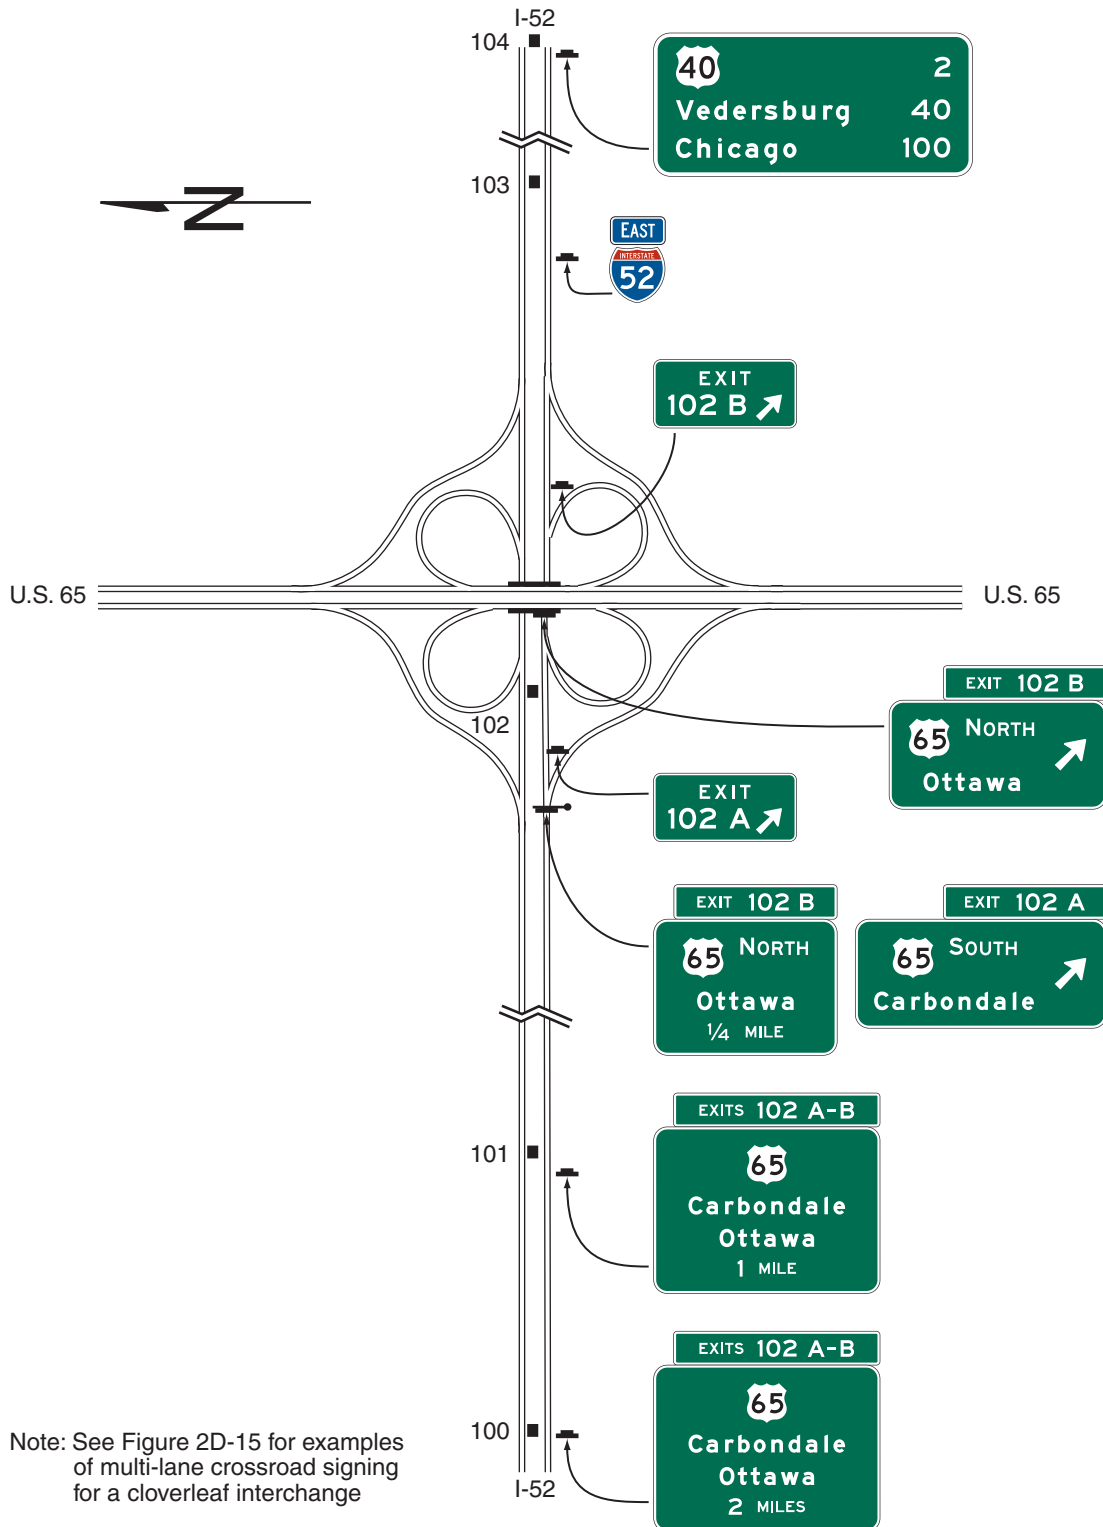 I-52
104
40 2
Vedersburg 40
Chicago 100
103
N
EAST
INTERSTATE
52
EXIT
102 B
U.S. 65
U.S. 65
EXIT 102 B
65 NORTH
Ottawa
102
EXIT
102 A
EXIT 102 B
65 NORTH
Ottawa
1/4 MILE
EXIT 102 A
65 SOUTH
Carbondale
101
EXITS 102 A-B
65
Carbondale
Ottawa
1 MILE
100
EXITS 102 A-B
65
Carbondale
Ottawa
2 MILES
I-52
Note: See Figure 2D-15 for examples
of multi-lane crossroad signing
for a cloverleaf interchange